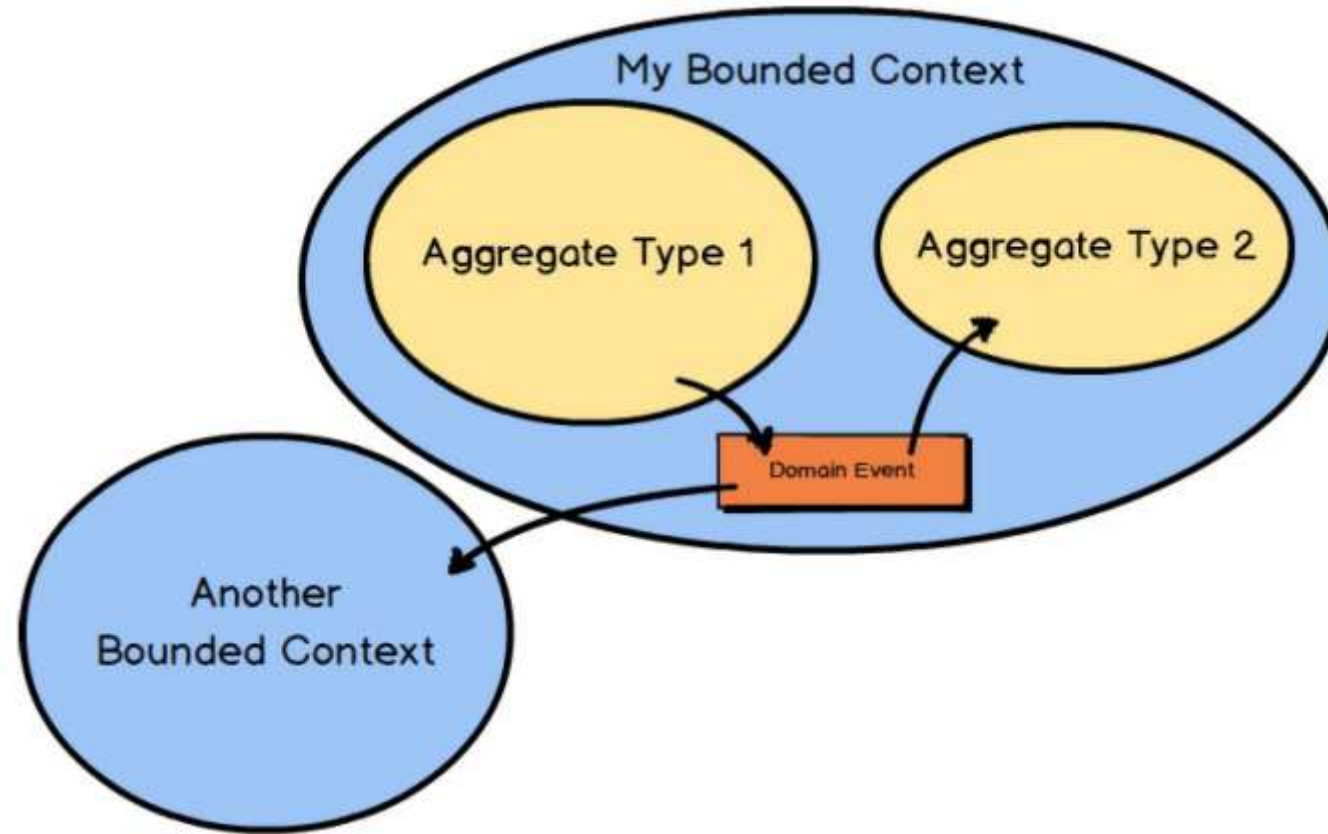 My Bounded Context
Aggregate Type 1
Aggregate Type 2
Domain Event
Another
Bounded Context